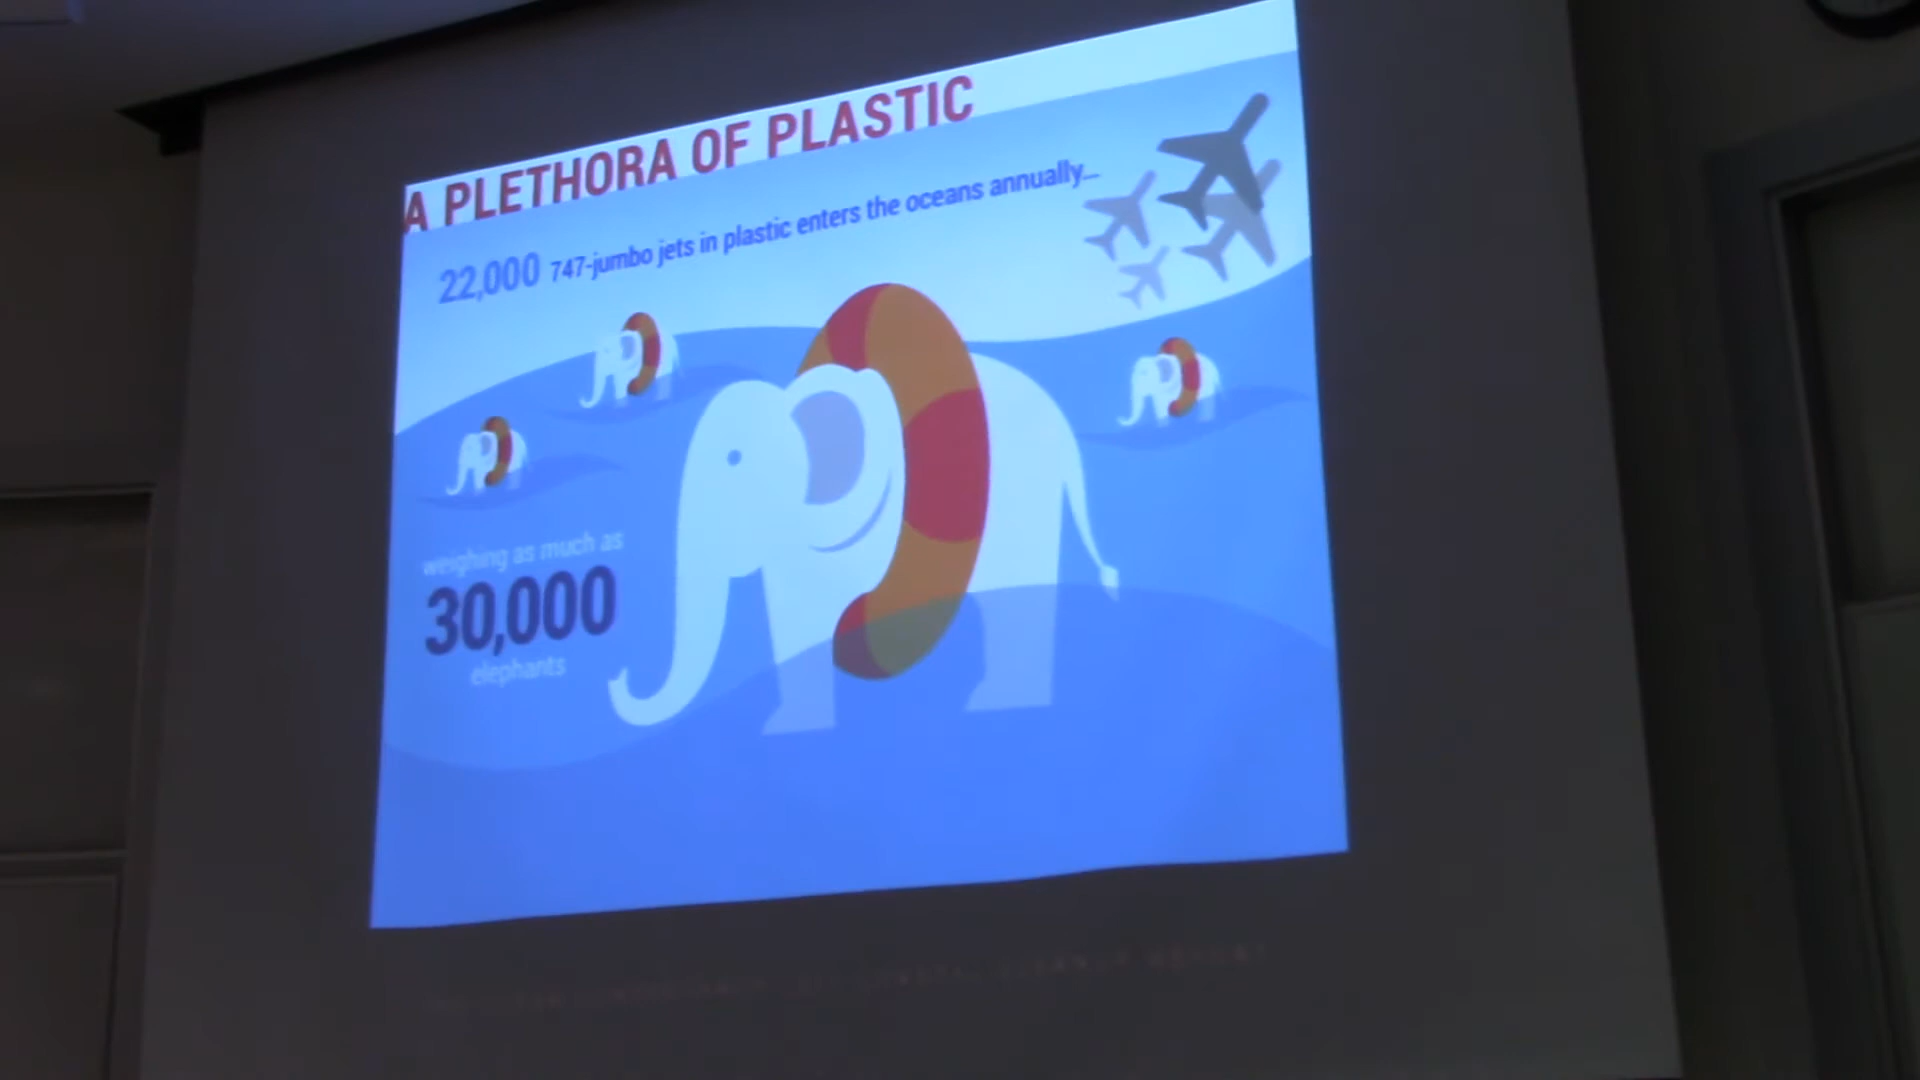 A PLETHORA OF PLASTIC
22,000 747-jumbo jets in plastic enters the oceans annually...
weighing as much as
30,000
elephants